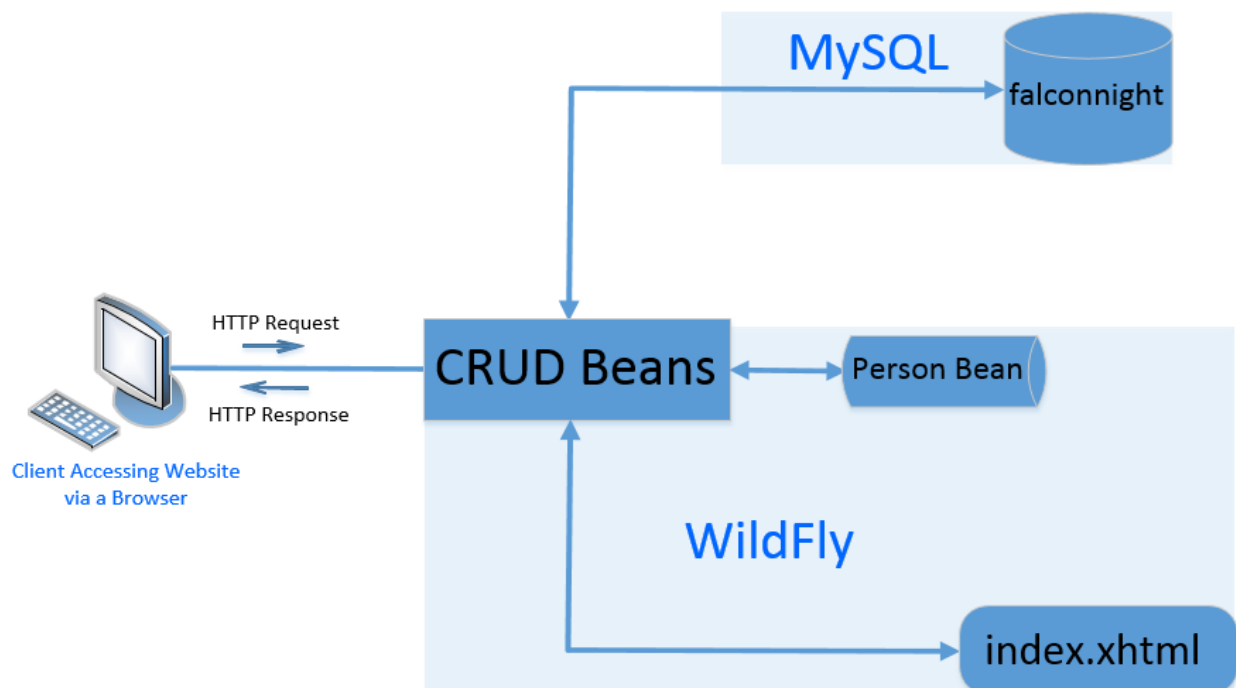 MySQL
falconnight
HTTP Request
HTTP Response
CRUD Beans
Person Bean
Client Accessing Website
via a Browser
WildFly
index.xhtml